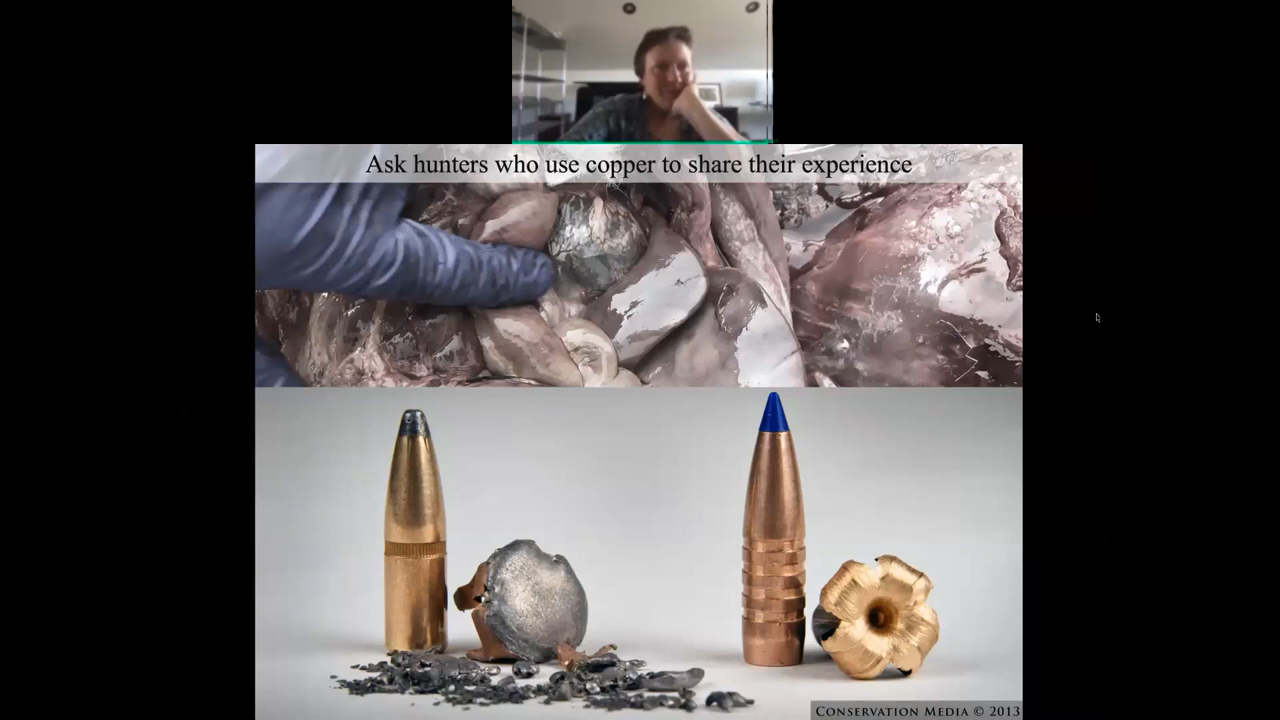 Ask hunters who use copper to share their experience
CONSERVATION MEDIA © 2013